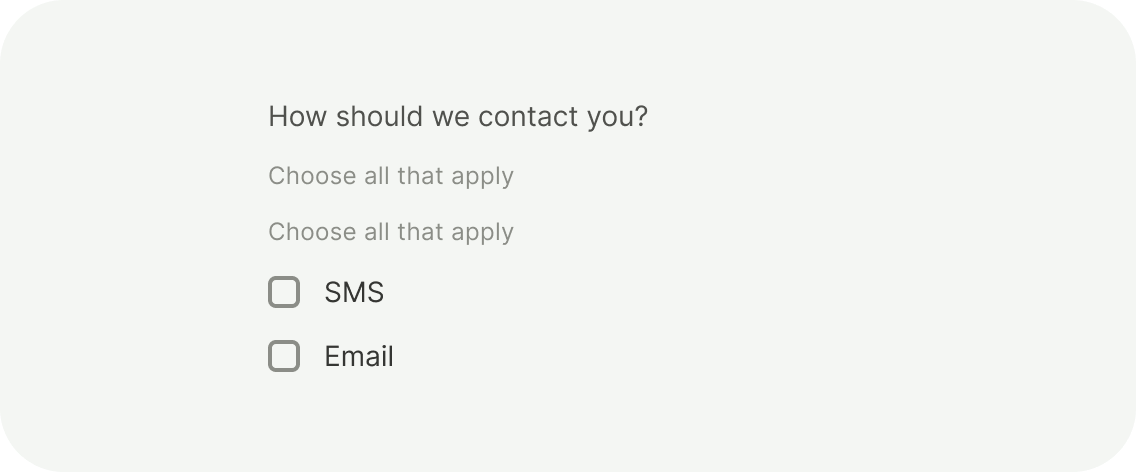 How should we contact you?
Choose all that apply
Choose all that apply
SMS
Email